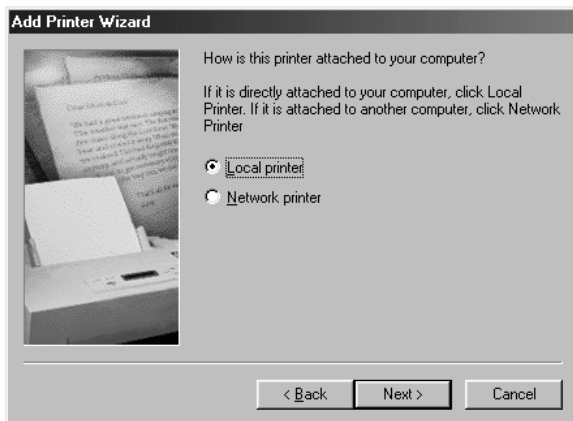 Add Printer Wizard
How is this printer attached to your computer?
If it is directly attached to your computer, click Local
Printer. If it is attached to another computer, click Network
Printer
Local printer
Network printer
< Back
Next >
Cancel